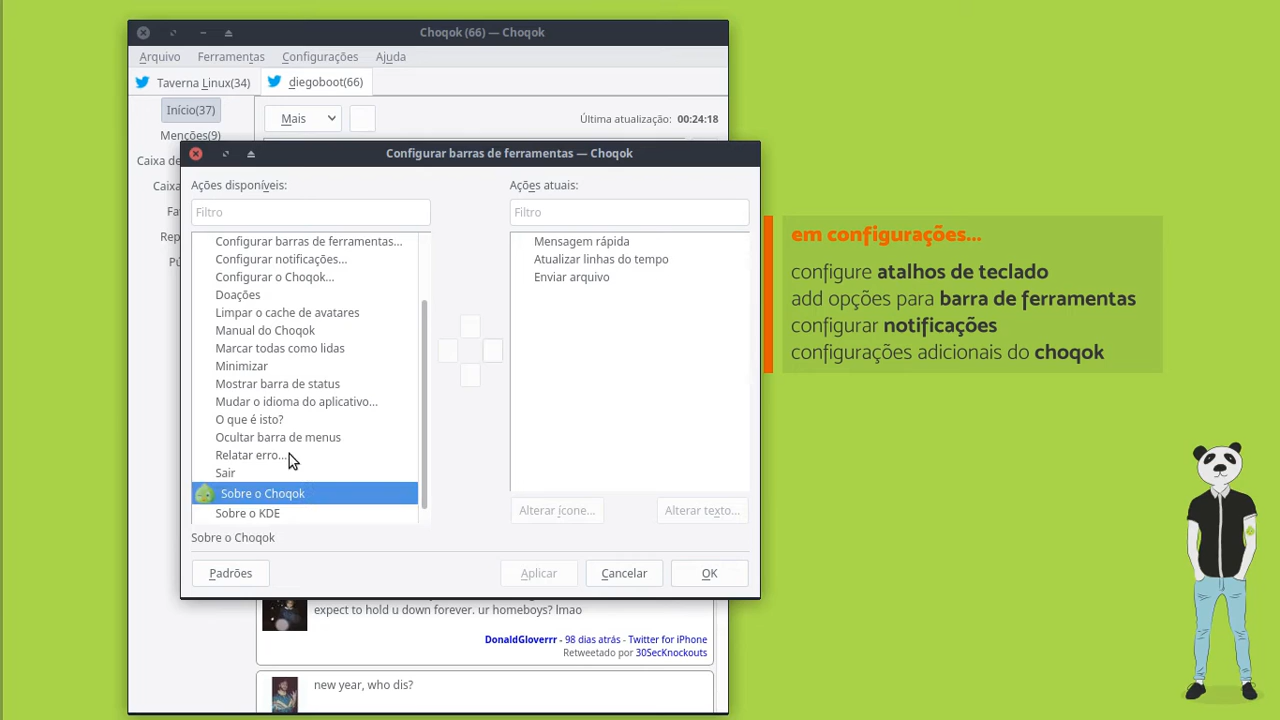 Choqok (66) — Choqok
Arquivo Ferramentas Configurações Ajuda
Taverna Linux(34) diegoboot(66)
Início(37)
Mais
Última atualização: 00:24:18
Menções(9)
Caixa de
Caixa
Fa
Rep
Pú
Configurar barras de ferramentas — Choqok
Ações disponíveis:
Filtro
Configurar barras de ferramentas...
Configurar notificações...
Configurar o Choqok...
Doações
Limpar o cache de avatares
Manual do Choqok
Marcar todas como lidas
Minimizar
Mostrar barra de status
Mudar o idioma do aplicativo...
O que é isto?
Ocultar barra de menus
Relatar erro...
Sair
Sobre o Choqok
Sobre o KDE
Sobre o Choqok
Ações atuais:
Filtro
Mensagem rápida
Atualizar linhas do tempo
Enviar arquivo
Alterar ícone... Alterar texto...
Padrões Aplicar Cancelar OK
expect to hold u down forever. ur homeboys? lmao
DonaldGloverrr - 98 dias atrás - Twitter for iPhone
Retweetado por 30SecKnockouts
new year, who dis?
em configurações...
configure atalhos de teclado
add opções para barra de ferramentas
configurar notificações
configurações adicionais do choqok